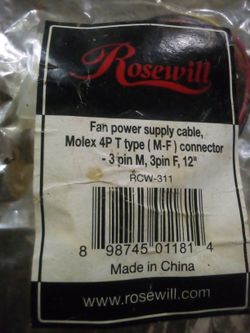 Rosewill
Fan power supply cable,
Molex 4P T type ( M-F ) connector
- 3 pin M, 3pin F, 12"
RCW-311
8 98745 01181 4
Made in China
www.rosewill.com